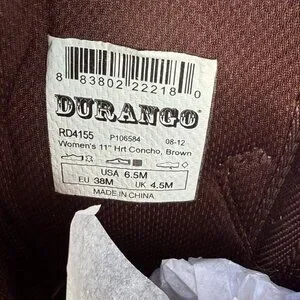 8 83802 22218 0
DURANGO
RD4155 P106584 08-12
Women's 11" Hrt Concho, Brown
USA 6.5M
EU 38M UK 4.5M
MADE IN CHINA